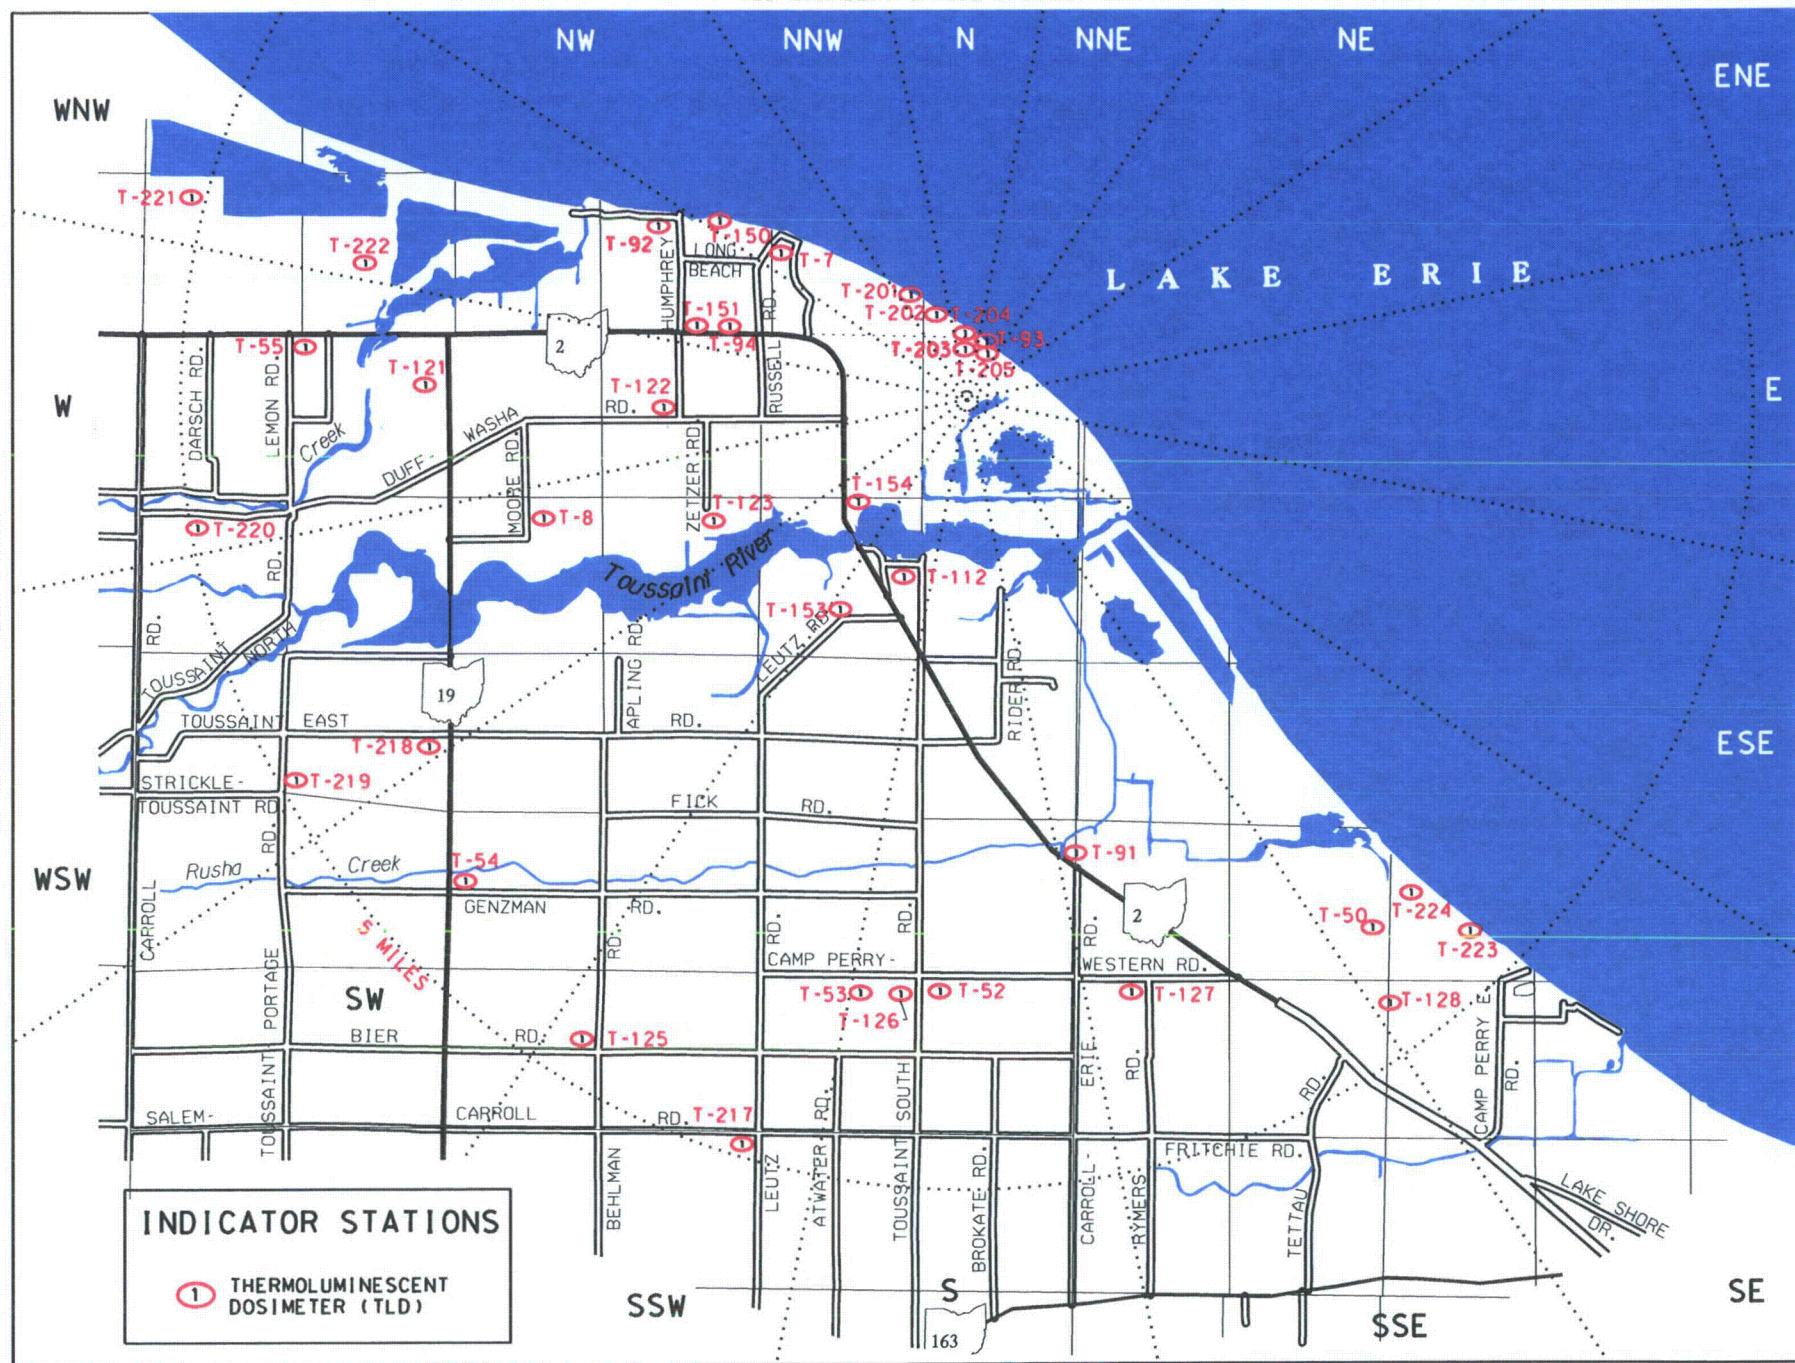 NW
NNW
N
NNE
NE
ENE
WNW
T-221
T-222
T-92
T-150
LONG
BEACH
T-7
HUMPHREY
RD.
LAKE ERIE
T-201
T-202
T-204
T-203
T-93
T-205
T-151
T-94
2
T-55
T-121
T-122
RUSSELL
E
W
DARSCH RD.
LEMON RD.
Creek
DUFF-
WASHA
RD.
MOORE RD.
ZETZER RD.
T-154
T-123
T-8
T-220
Toussaint River
T-112
T-153
RD.
RD.
TOUSSAINT
NORTH
APLING RD.
LEUTZ RD.
RIDER RD.
19
TOUSSAINT EAST
RD.
ESE
T-218
T-219
STRICKLE-
TOUSSAINT RD.
FICK RD.
RD.
T-54
T-91
Rusha Creek
WSW
GENZMAN RD.
CARROLL
5 MILES
PORTAGE
TOUSSAINT
RD.
RD.
RD.
RD.
2
T-50
T-224
T-223
CAMP PERRY-
WESTERN RD.
SW
T-53
T-126
T-52
T-127
T-128
BIER RD.
T-125
ERIE
RD.
RD.
CAMP PERRY E.
RD.
SALEM-
CARROLL
RD.
T-217
FRITCHIE RD.
BEHLMAN
LEUTZ
ATWATER RD.
TOUSSAINT SOUTH
BROKATE RD.
CARROLL-
RYMERS
TETTAU
LAKE SHORE
DR.
INDICATOR STATIONS
1 THERMOLUMINESCENT
DOSIMETER (TLD)
SSW
S
163
SSE
SE